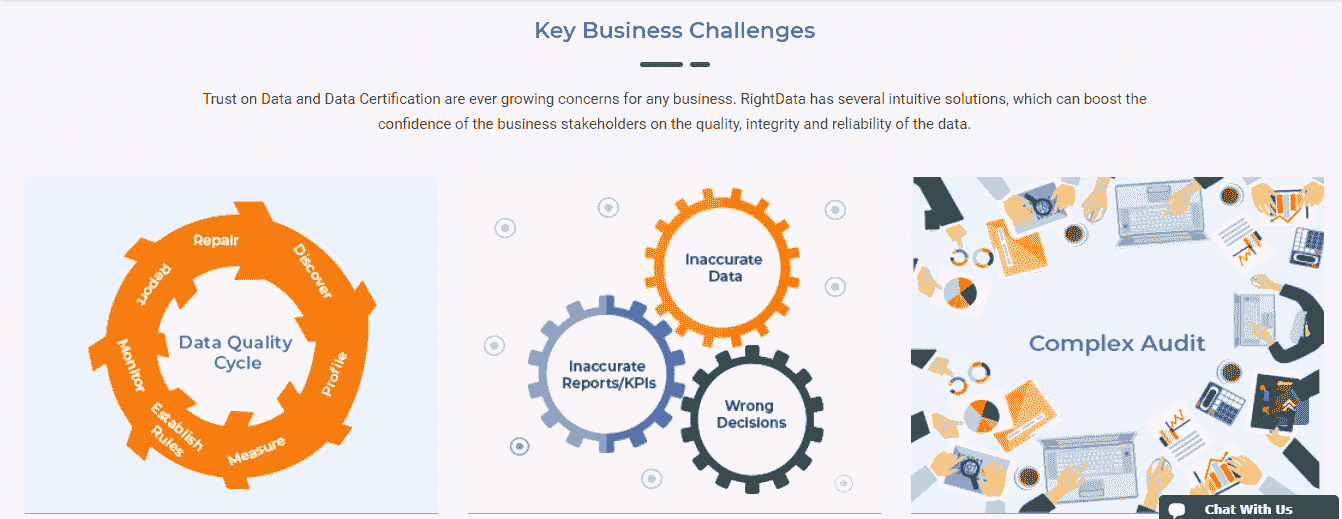 Key Business Challenges
Trust on Data and Data Certification are ever growing concerns for any business. RightData has several intuitive solutions, which can boost the
confidence of the business stakeholders on the quality, integrity and reliability of the data.
Data Quality
Cycle
Discover
Profile
Measure
Establish
Rules
Monitor
Report
Repair
Inaccurate
Data
Inaccurate
Reports/KPIs
Wrong
Decisions
Complex Audit
Chat With Us